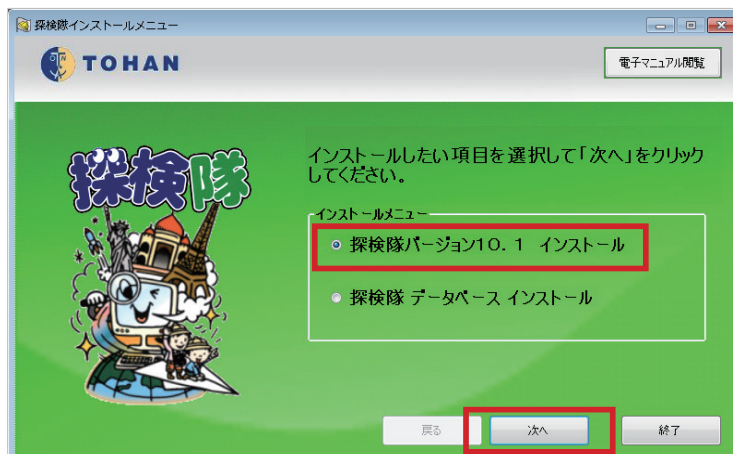 探検隊インストールメニュー
TOHAN
電子マニュアル閲覧
探検隊
インストールしたい項目を選択して「次へ」をクリック
してください。
インストールメニュー
探検隊バージョン10.1 インストール
探検隊 データベース インストール
戻る
次へ
終了